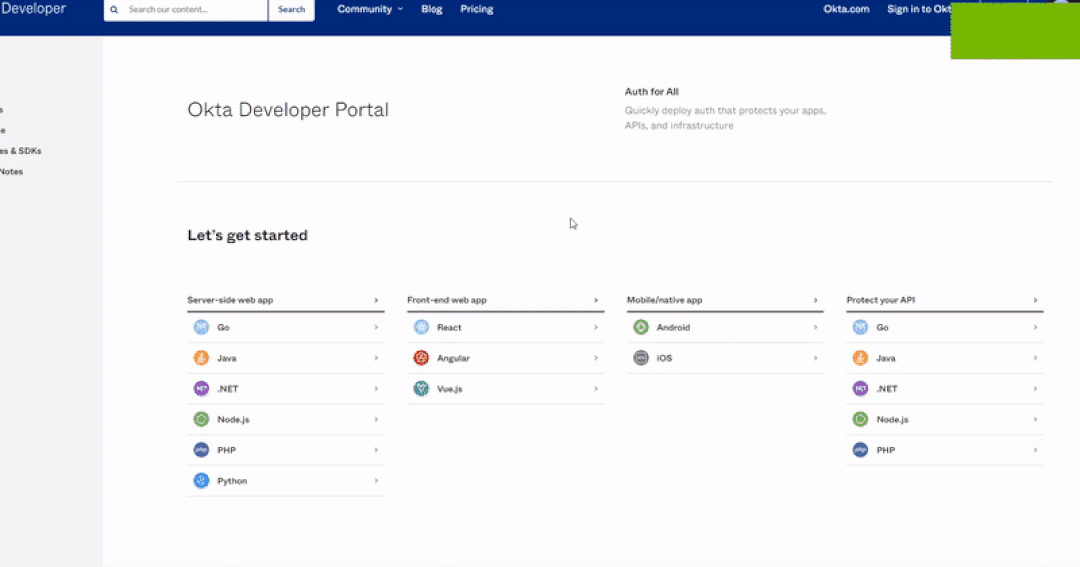 Developer
Search our content...
Search
Community
Blog
Pricing
Okta.com
Sign in to Okt
s
e
es & SDKs
Notes
Okta Developer Portal
Auth for All
Quickly deploy auth that protects your apps,
APIs, and infrastructure
Let's get started
Server-side web app
Go
Java
.NET
Node.js
PHP
Python
Front-end web app
React
Angular
Vue.js
Mobile/native app
Android
iOS
Protect your API
Go
Java
.NET
Node.js
PHP